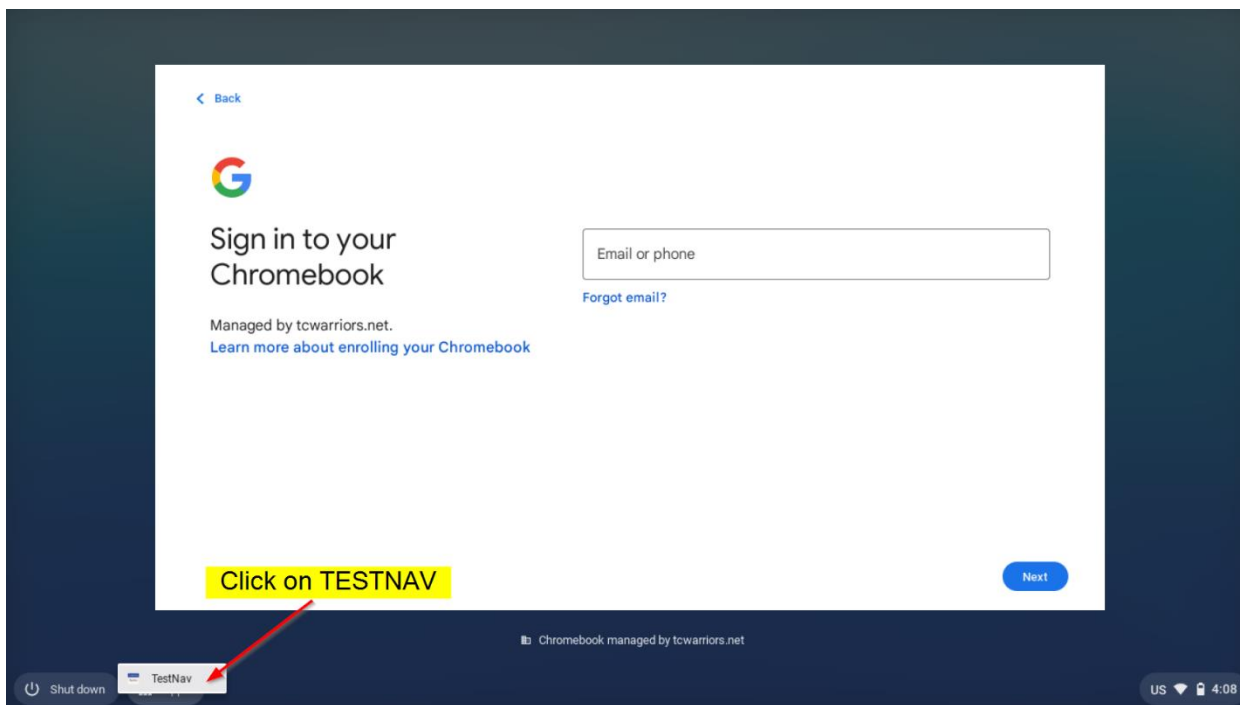 Back
Sign in to your
Chromebook
Email or phone
Forgot email?
Managed by tcwarriors.net.
Learn more about enrolling your Chromebook
Click on TESTNAV
Next
Chromebook managed by tcwarriors.net
TestNav
Shut down
US 4:08